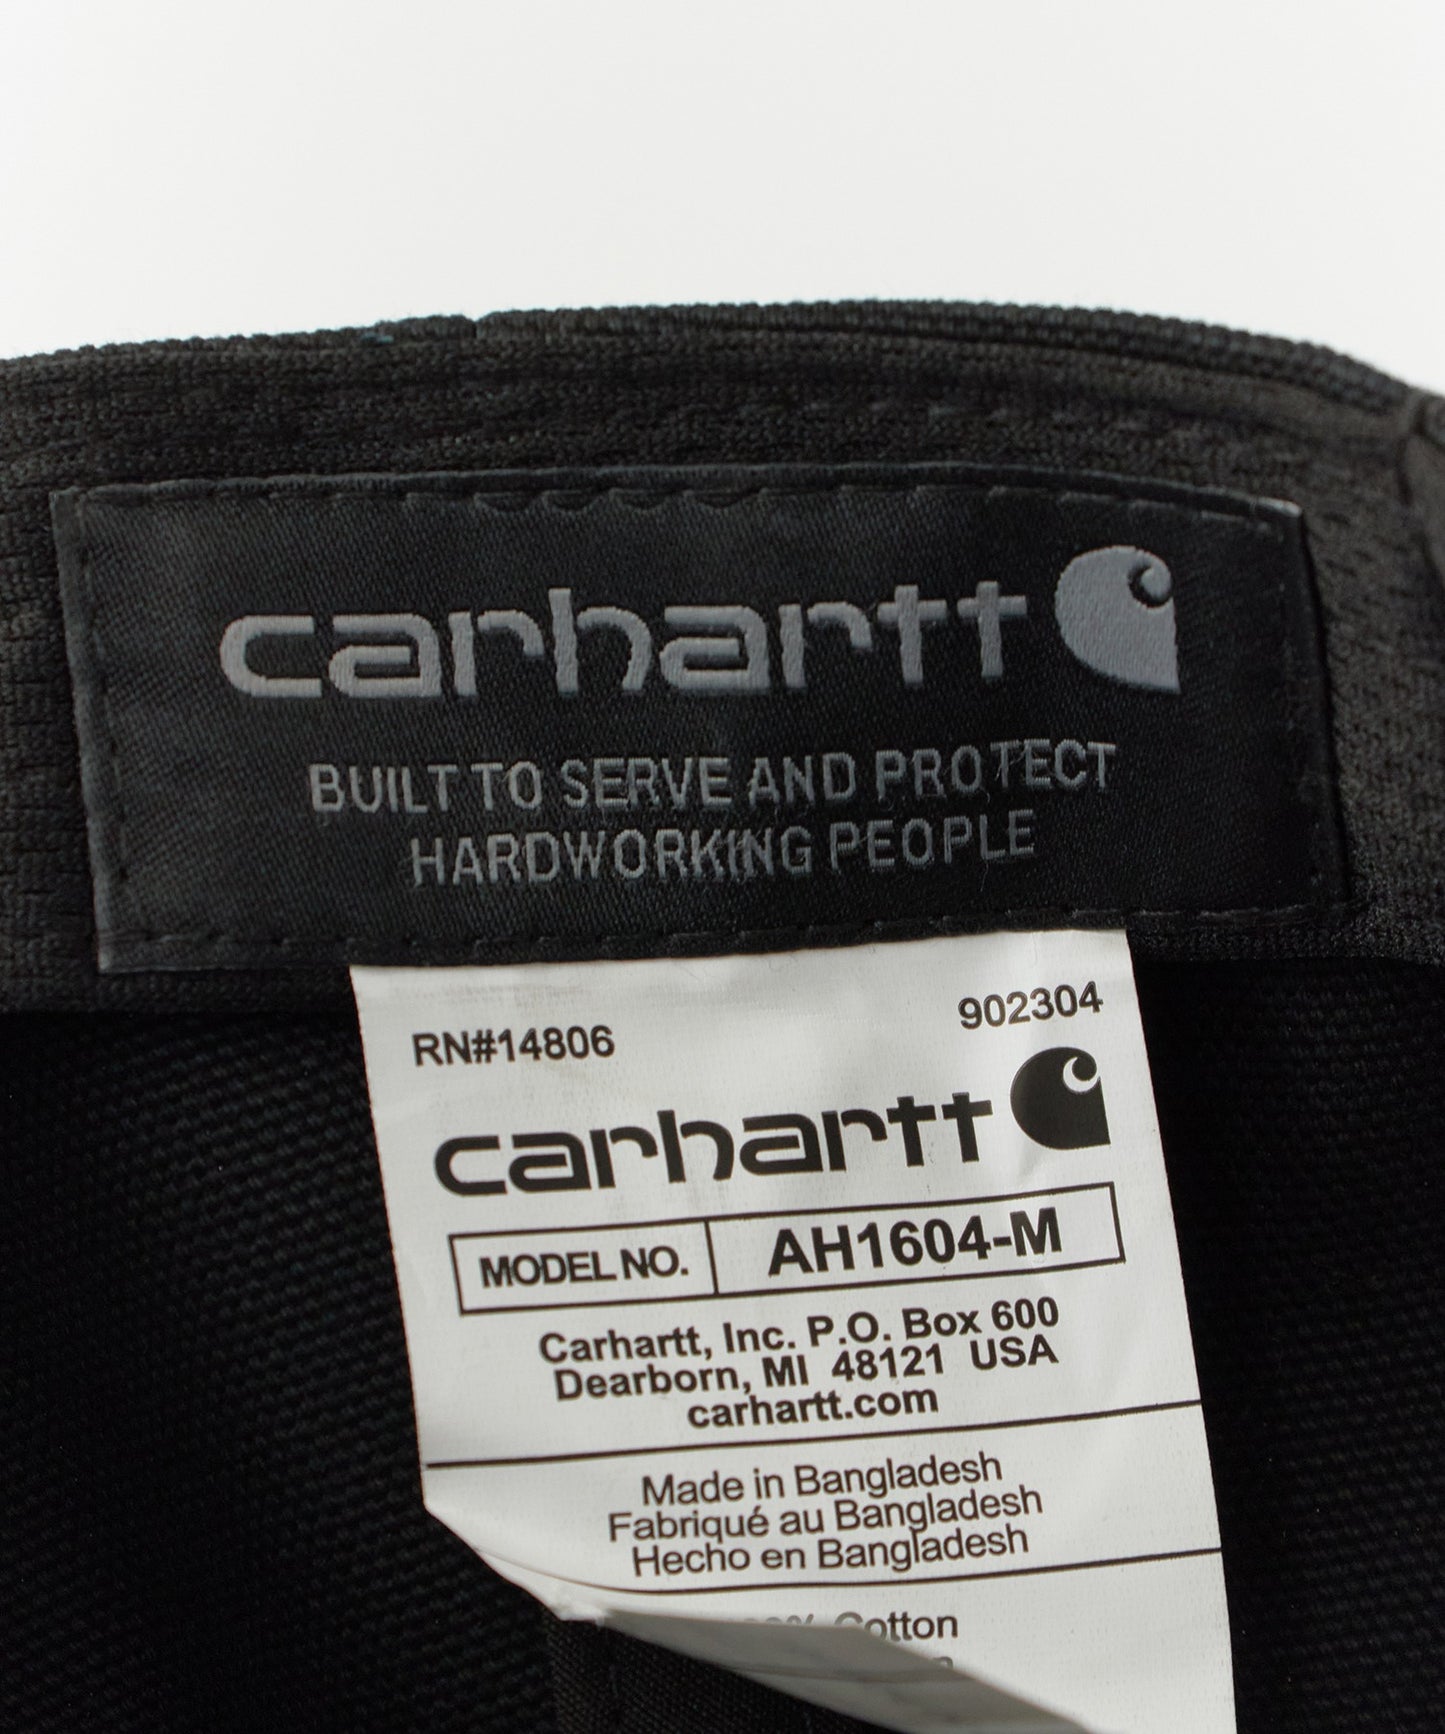 carhartt
BUILT TO SERVE AND PROTECT
HARDWORKING PEOPLE
RN#14806
902304
carhartt
MODEL NO.
AH1604-M
Carhartt, Inc. P.O. Box 600
Dearborn, MI 48121 USA
carhartt.com
Made in Bangladesh
Fabriqué au Bangladesh
Hecho en Bangladesh
Cotton